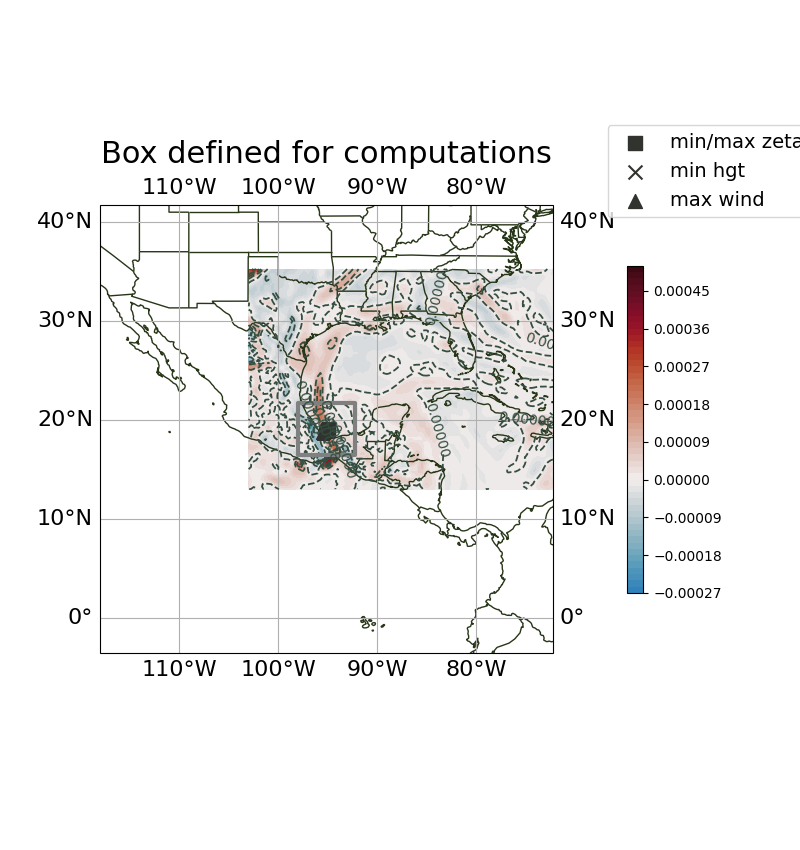 Box defined for computations
min/max zeta
min hgt
max wind
110°W 100°W 90°W 80°W
40°N 40°N
30°N 30°N
20°N 20°N
10°N 10°N
0° 0°
110°W 100°W 90°W 80°W
0.00045
0.00036
0.00027
0.00018
0.00009
0.00000
−0.00009
−0.00018
−0.00027